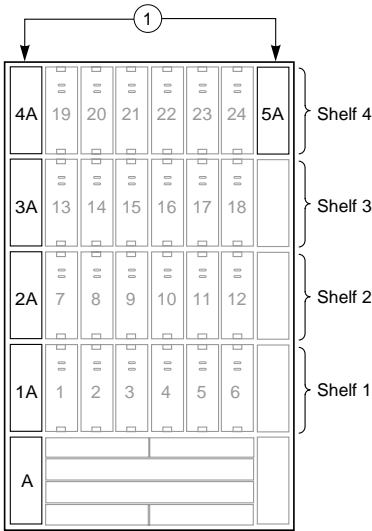 1
4A 19 20 21 22 23 24 5A Shelf 4
3A 13 14 15 16 17 18 Shelf 3
2A 7 8 9 10 11 12 Shelf 2
1A 1 2 3 4 5 6 Shelf 1
A